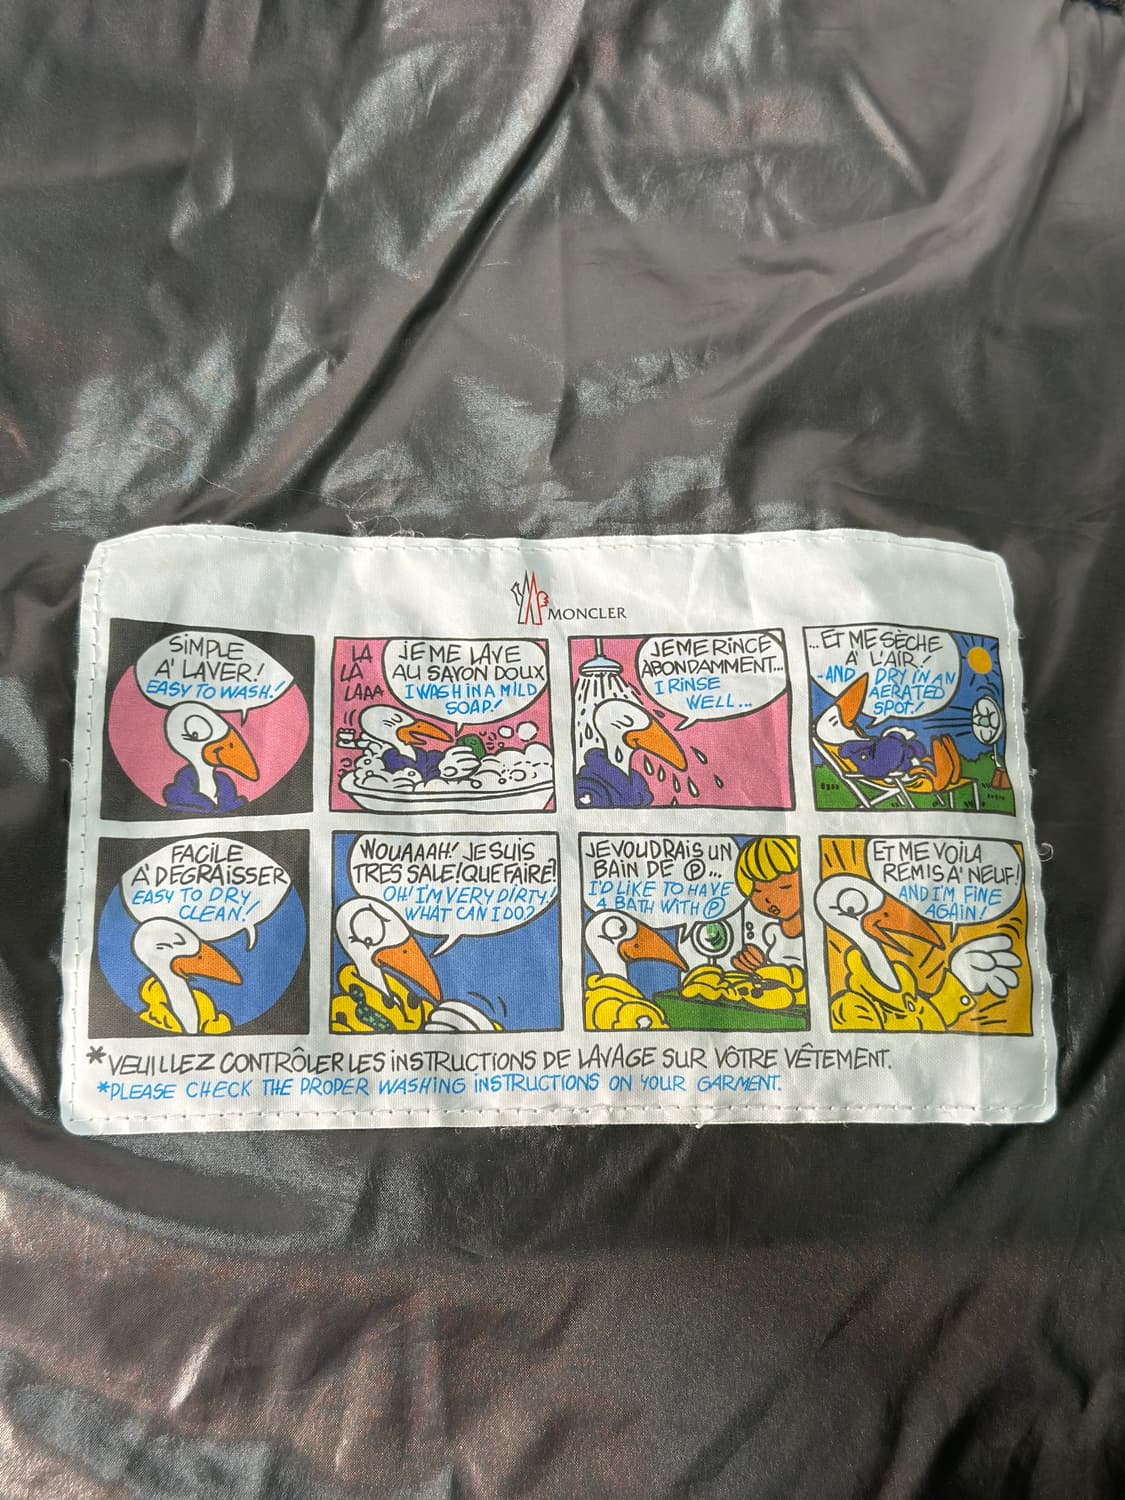 MONCLER
SIMPLE
A' LAVER!
EASY TO WASH!
LA
LA
LAAA
JE ME LAVE
AU SAVON DOUX
I WASH IN A MILD
SOAP!
JE ME RINCE
ABONDAMMENT...
I RINSE
WELL...
...ET ME SÈCHE
A' L'AIR!
-AND I DRY IN AN
AERATED
SPOT!
FACILE
A' DEGRAISSER
EASY TO DRY
CLEAN!
WOUAAAH! JE SUIS
TRES SALE! QUE FAIRE?
OH! I'M VERY DIRTY!
WHAT CAN I DO?
JE VOUDRAIS UN
BAIN DE Ⓟ...
I'D LIKE TO HAVE
A BATH WITH Ⓟ
ET ME VOILA
REMIS A' NEUF!
AND I'M FINE
AGAIN!
*VEUILLEZ CONTRÔLER LES INSTRUCTIONS DE LAVAGE SUR VÔTRE VÊTEMENT.
*PLEASE CHECK THE PROPER WASHING INSTRUCTIONS ON YOUR GARMENT.